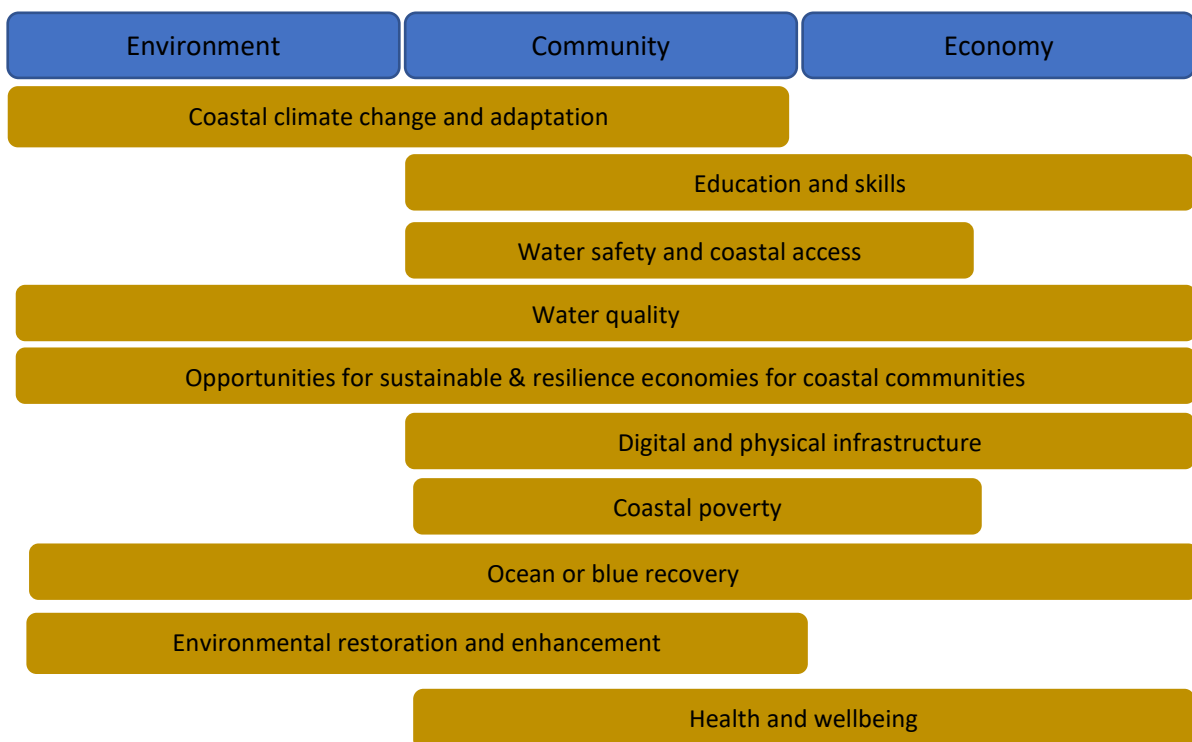 Environment Community Economy
Coastal climate change and adaptation
Education and skills
Water safety and coastal access
Water quality
Opportunities for sustainable & resilience economies for coastal communities
Digital and physical infrastructure
Coastal poverty
Ocean or blue recovery
Environmental restoration and enhancement
Health and wellbeing